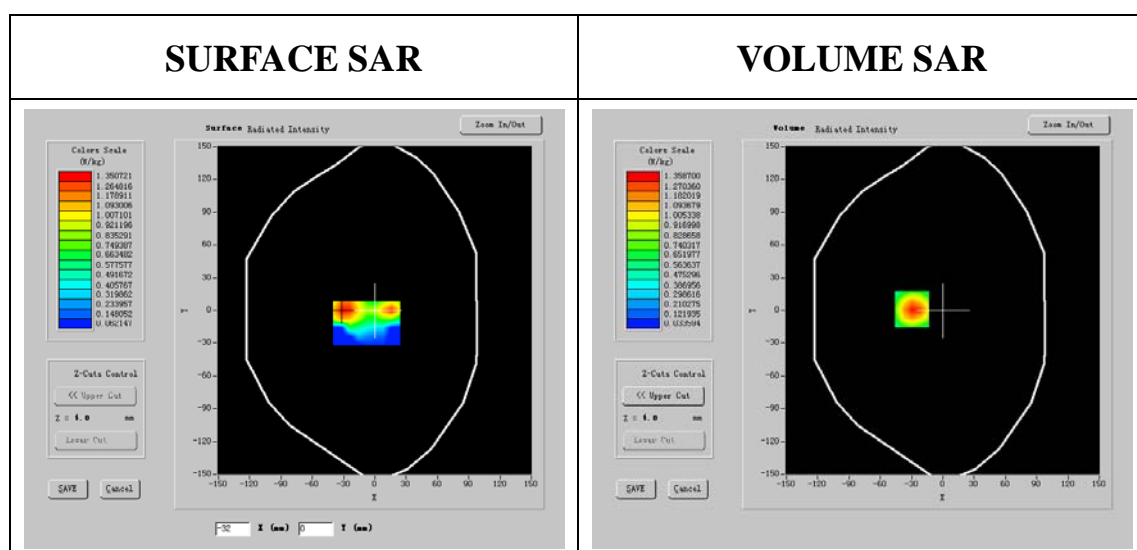 SURFACE SAR
VOLUME SAR
Surface Radiated Intensity
Zoom In/Out
Colors Scale
(W/kg)
1.350721
1.264816
1.178911
1.093006
1.007101
0.921196
0.835291
0.749387
0.663482
0.577577
0.491672
0.405767
0.319862
0.233957
0.148052
0.062147
150
120
90
60
30
0
-30
-60
-90
-120
-150
Y
-150 -120 -90 -60 -30 0 30 60 90 120 150
X
Z-Cuts Control
<< Upper Cut
Z = 4.0 mm
Lower Cut
SAVE Cancel
-32 X (mm) 0 Y (mm)
Volume Radiated Intensity
Zoom In/Out
Colors Scale
(W/kg)
1.358700
1.270360
1.182019
1.093679
1.005338
0.916998
0.828658
0.740317
0.651977
0.563637
0.475296
0.386956
0.298616
0.210275
0.121935
0.033594
150
120
90
60
30
0
-30
-60
-90
-120
-150
Y
-150 -120 -90 -60 -30 0 30 60 90 120 150
X
Z-Cuts Control
<< Upper Cut
Z = 4.0 mm
Lower Cut
SAVE Cancel